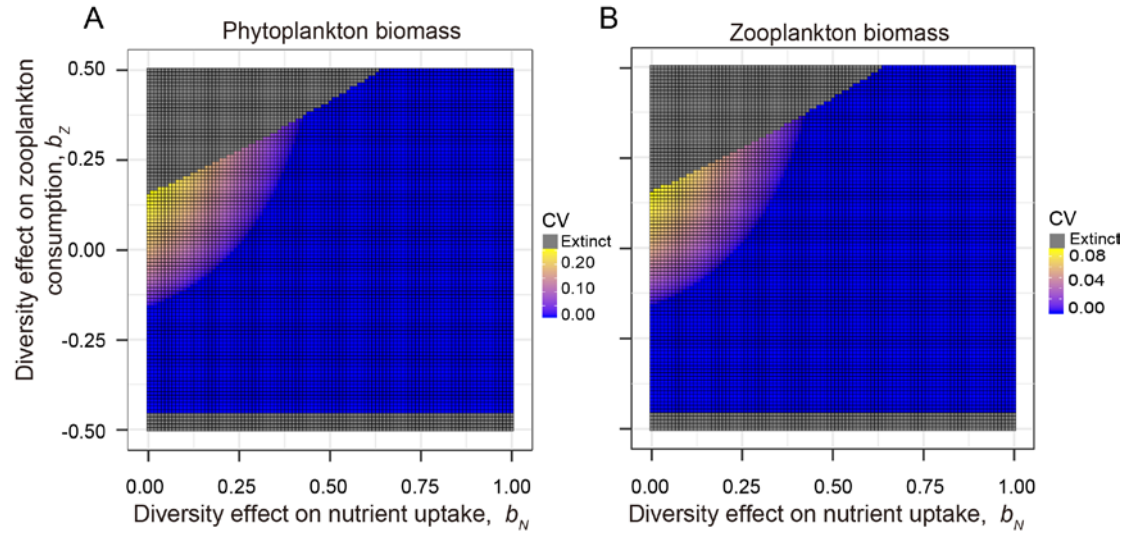 A
Phytoplankton biomass
Diversity effect on zooplankton
consumption, b_Z
0.50
0.25
0.00
-0.25
-0.50
0.00 0.25 0.50 0.75 1.00
Diversity effect on nutrient uptake, b_N
CV
Extinct
0.20
0.10
0.00
B
Zooplankton biomass
0.00 0.25 0.50 0.75 1.00
Diversity effect on nutrient uptake, b_N
CV
Extinct
0.08
0.04
0.00